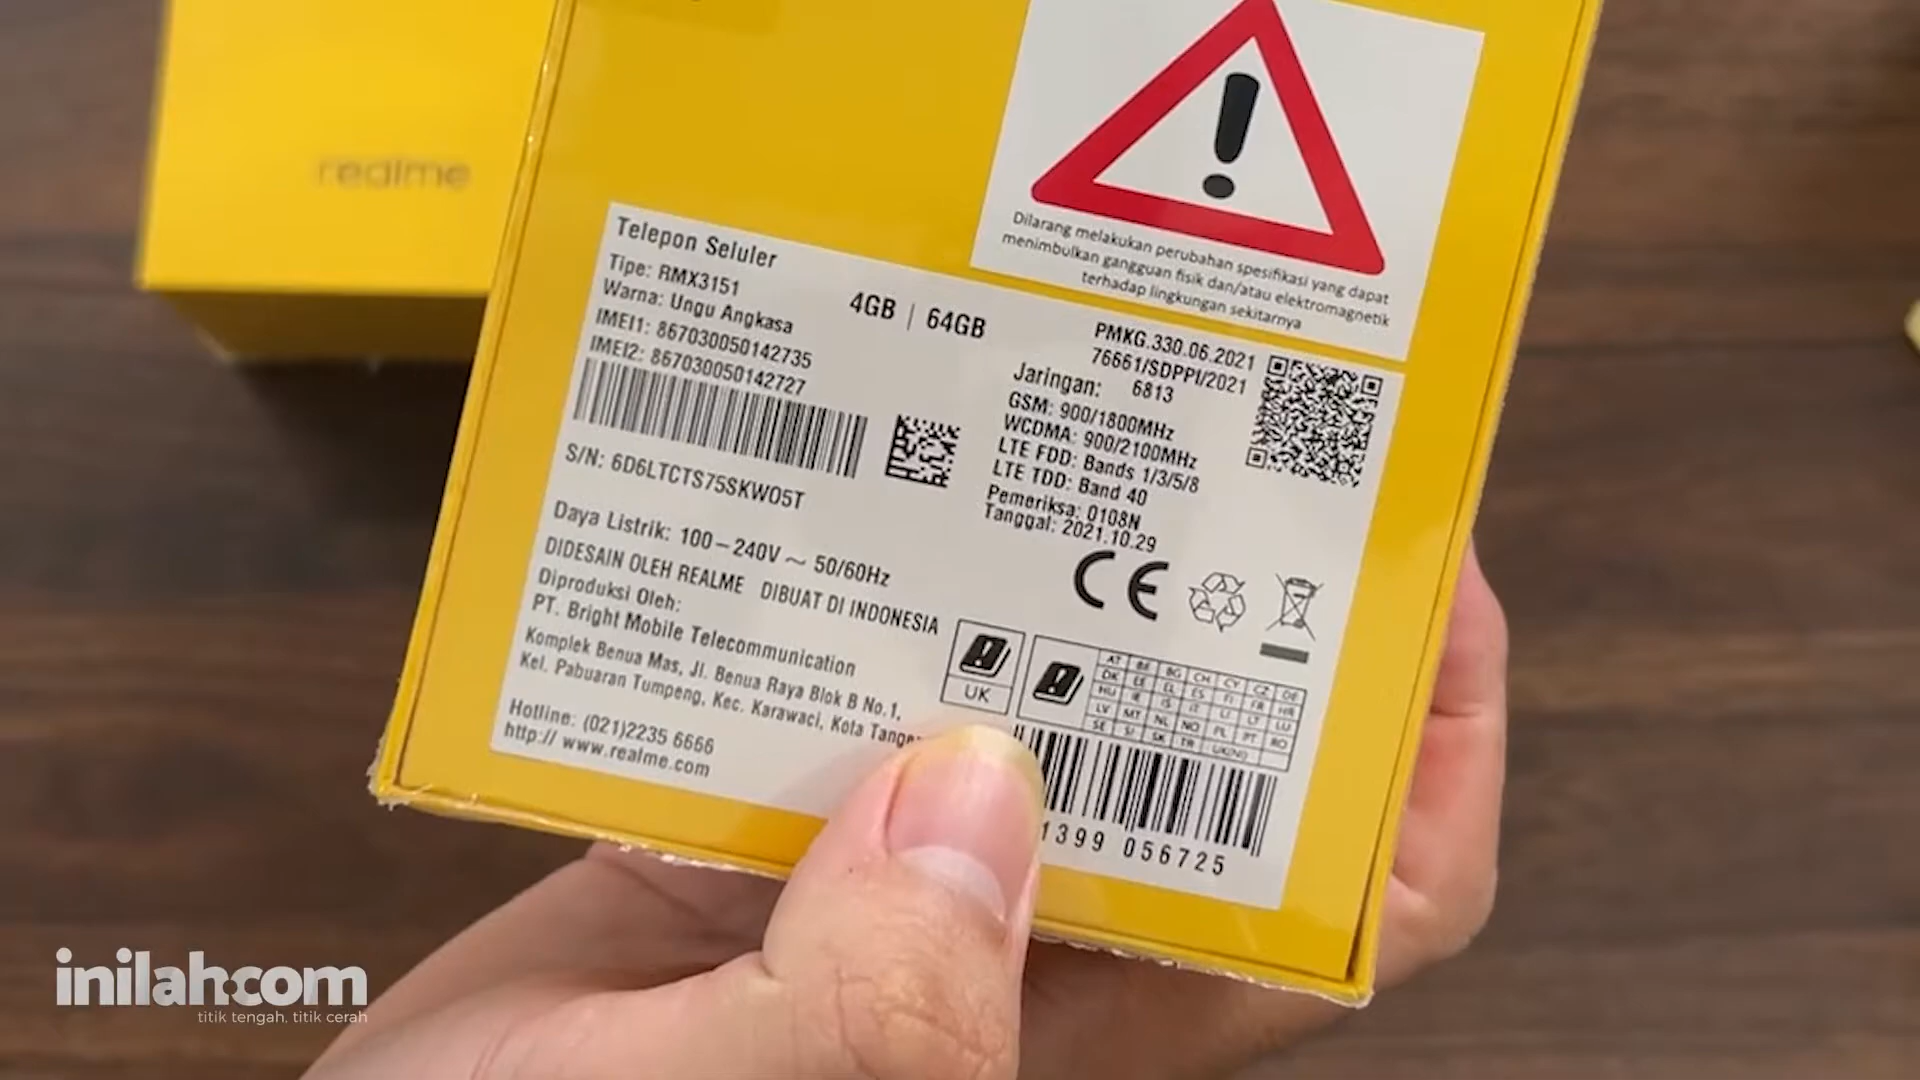 realme
Dilarang melakukan perubahan spesifikasi yang dapat
menimbulkan gangguan fisik dan/atau elektromagnetik
terhadap lingkungan sekitarnya
Telepon Seluler
Tipe: RMX3151
Warna: Ungu Angkasa
IMEI1: 867030050142735
IMEI2: 867030050142727
4GB | 64GB
S/N: 6D6LTCTS75SKWO5T
PMKG.330.06.2021
76661/SDPPI/2021
6813
Jaringan:
GSM: 900/1800MHz
WCDMA: 900/2100MHz
LTE FDD: Bands 1/3/5/8
LTE TDD: Band 40
Pemeriksa: 0108N
Tanggal: 2021.10.29
Daya Listrik: 100–240V ~ 50/60Hz
DIDESAIN OLEH REALME DIBUAT DI INDONESIA
Diproduksi Oleh:
PT. Bright Mobile Telecommunication
Komplek Benua Mas, Jl. Benua Raya Blok B No.1,
Kel. Pabuaran Tumpeng, Kec. Karawaci, Kota
Hotline: (021)2235 6666
http:// www.realme.com
CE
UK
AT BE BG CH CY CZ DE
DK EE EL ES FI FR HR
HU IE IS IT LI LT LU
LV MT NL NO PL PT RO
SE SI SK TR UK(NI)
1399 056725
inilah.com
titik tengah, titik cerah